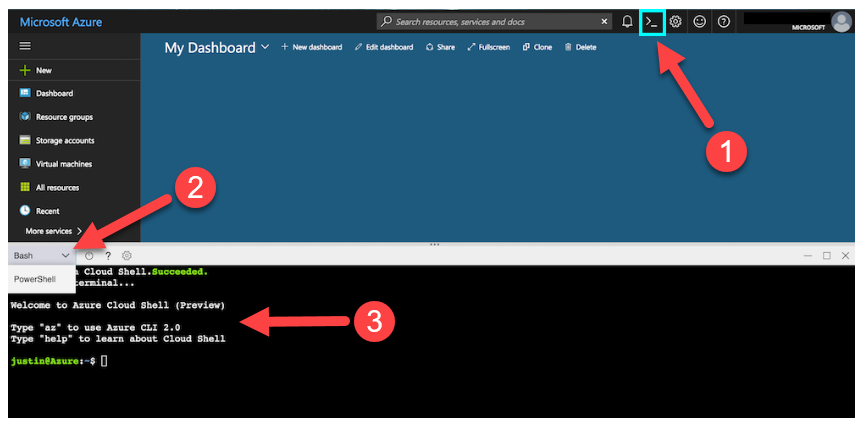 Microsoft Azure
Search resources, services and docs
MICROSOFT
My Dashboard
New dashboard
Edit dashboard
Share
Fullscreen
Clone
Delete
New
Dashboard
Resource groups
Storage accounts
Virtual machines
All resources
Recent
More services
1
2
Bash
PowerShell
Cloud Shell.Succeeded.
terminal...
Welcome to Azure Cloud Shell (Preview)
Type "az" to use Azure CLI 2.0
Type "help" to learn about Cloud Shell
3
justin@Azure:~$